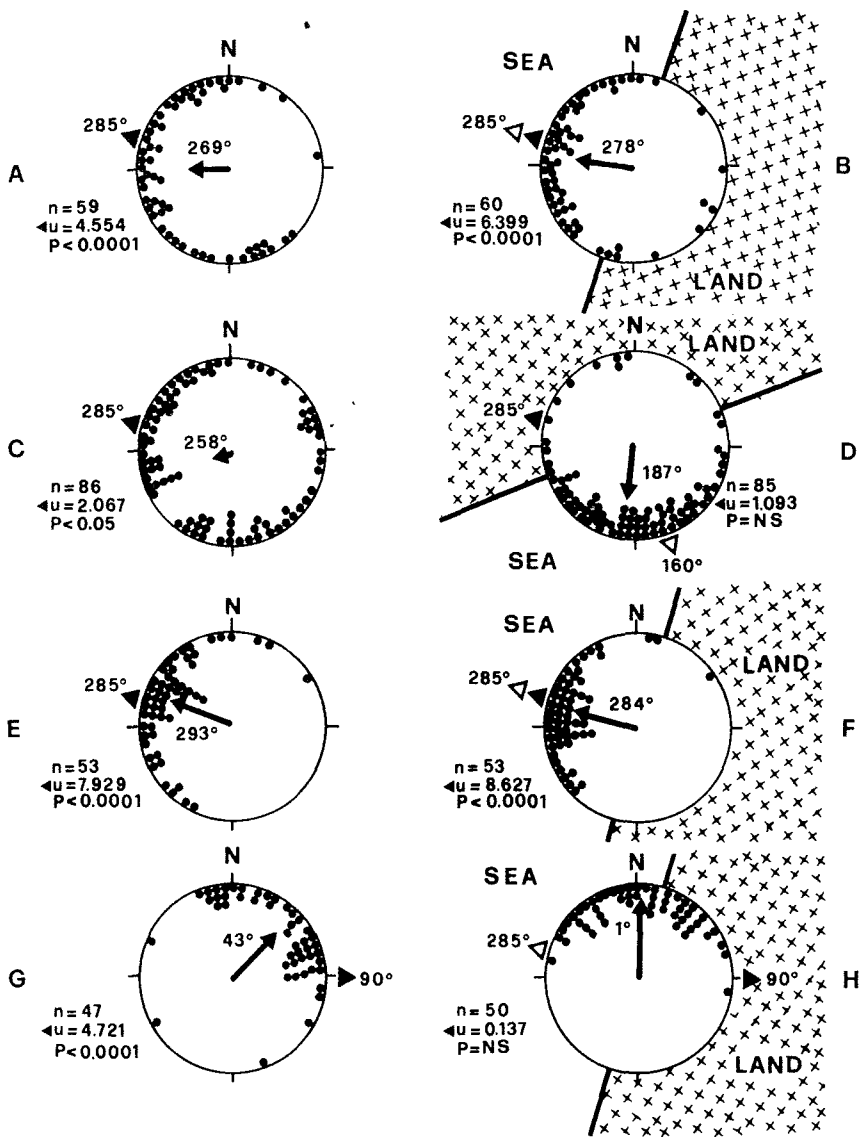 N
285°
269°
A
n=59
◄u=4.554
P<0.0001
SEA
N
285°
278°
B
n=60
◄u=6.399
P<0.0001
LAND
N
285°
258°
C
n=86
◄u=2.067
P<0.05
N
LAND
285°
187°
D
n=85
◄u=1.093
P=NS
SEA
160°
N
285°
293°
E
n=53
◄u=7.929
P<0.0001
SEA
N
LAND
285°
284°
F
n=53
◄u=8.627
P<0.0001
N
43°
G
90°
n=47
◄u=4.721
P<0.0001
SEA
N
285°
1°
90°
H
n=50
◄u=0.137
P=NS
LAND